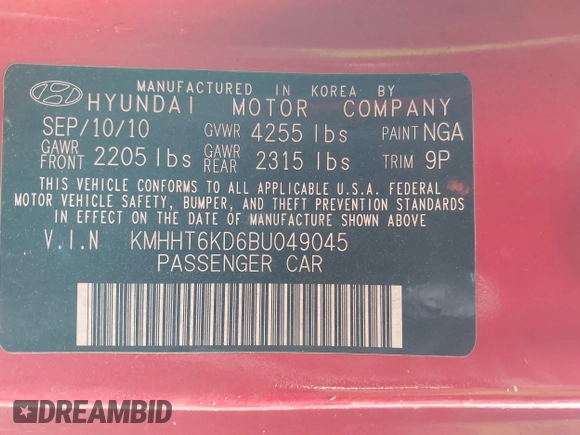 MANUFACTURED IN KOREA BY
HYUNDAI MOTOR COMPANY
SEP/10/10 GVWR 4255 lbs PAINT NGA
GAWR FRONT 2205 lbs GAWR REAR 2315 lbs TRIM 9P
THIS VEHICLE CONFORMS TO ALL APPLICABLE U.S.A. FEDERAL
MOTOR VEHICLE SAFETY, BUMPER, AND THEFT PREVENTION STANDARDS
IN EFFECT ON THE DATE OF MANUFACTURE SHOWN ABOVE
V.I.N KMHHT6KD6BU049045
PASSENGER CAR
DREAMBID